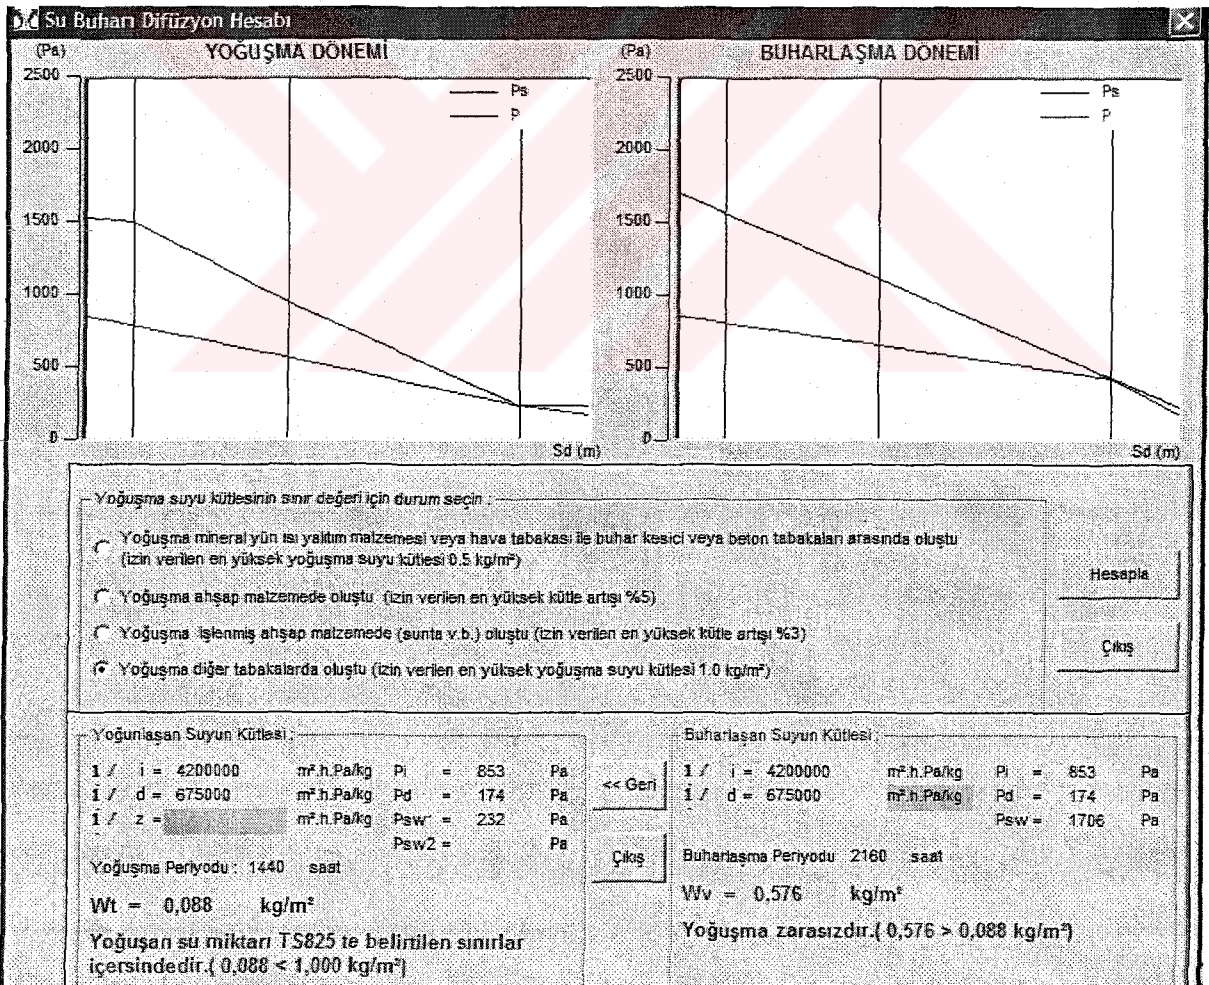 Su Buharı Difüzyon Hesabı
(Pa)
YOĞUŞMA DÖNEMİ
2500
2000
1500
1000
500
0
Ps
P
Sd (m)
(Pa)
BUHARLAŞMA DÖNEMİ
2500
2000
1500
1000
500
0
Ps
P
Sd (m)
Yoğuşma suyu kütlesinin sınır değeri için durum seçin :
Yoğuşma mineral yün ısı yalıtım malzemesi veya hava tabakası ile buhar kesici veya beton tabakaları arasında oluştu
(izin verilen en yüksek yoğuşma suyu kütlesi 0.5 kg/m²)
Yoğuşma ahşap malzemede oluştu (izin verilen en yüksek kütle artışı %5)
Yoğuşma işlenmiş ahşap malzemede (sunta v.b.) oluştu (izin verilen en yüksek kütle artışı %3)
Yoğuşma diğer tabakalarda oluştu (izin verilen en yüksek yoğuşma suyu kütlesi 1.0 kg/m²)
Hesapla
Çıkış
Yoğunlaşan Suyun Kütlesi :
1 / i = 4200000 m².h.Pa/kg Pi = 853 Pa
1 / d = 675000 m².h.Pa/kg Pd = 174 Pa
1 / z = m².h.Pa/kg Psw1 = 232 Pa
Psw2 = Pa
Yoğuşma Periyodu : 1440 saat
Wt = 0,088 kg/m²
Yoğuşan su miktarı TS825 te belirtilen sınırlar
içersindedir.( 0,088 < 1,000 kg/m²)
<< Geri
Çıkış
Buharlaşan Suyun Kütlesi :
1 / i = 4200000 m².h.Pa/kg Pi = 853 Pa
1 / d = 675000 m².h.Pa/kg Pd = 174 Pa
Psw = 1706 Pa
Buharlaşma Periyodu 2160 saat
Wv = 0,576 kg/m²
Yoğuşma zarasızdır.( 0,576 > 0,088 kg/m²)